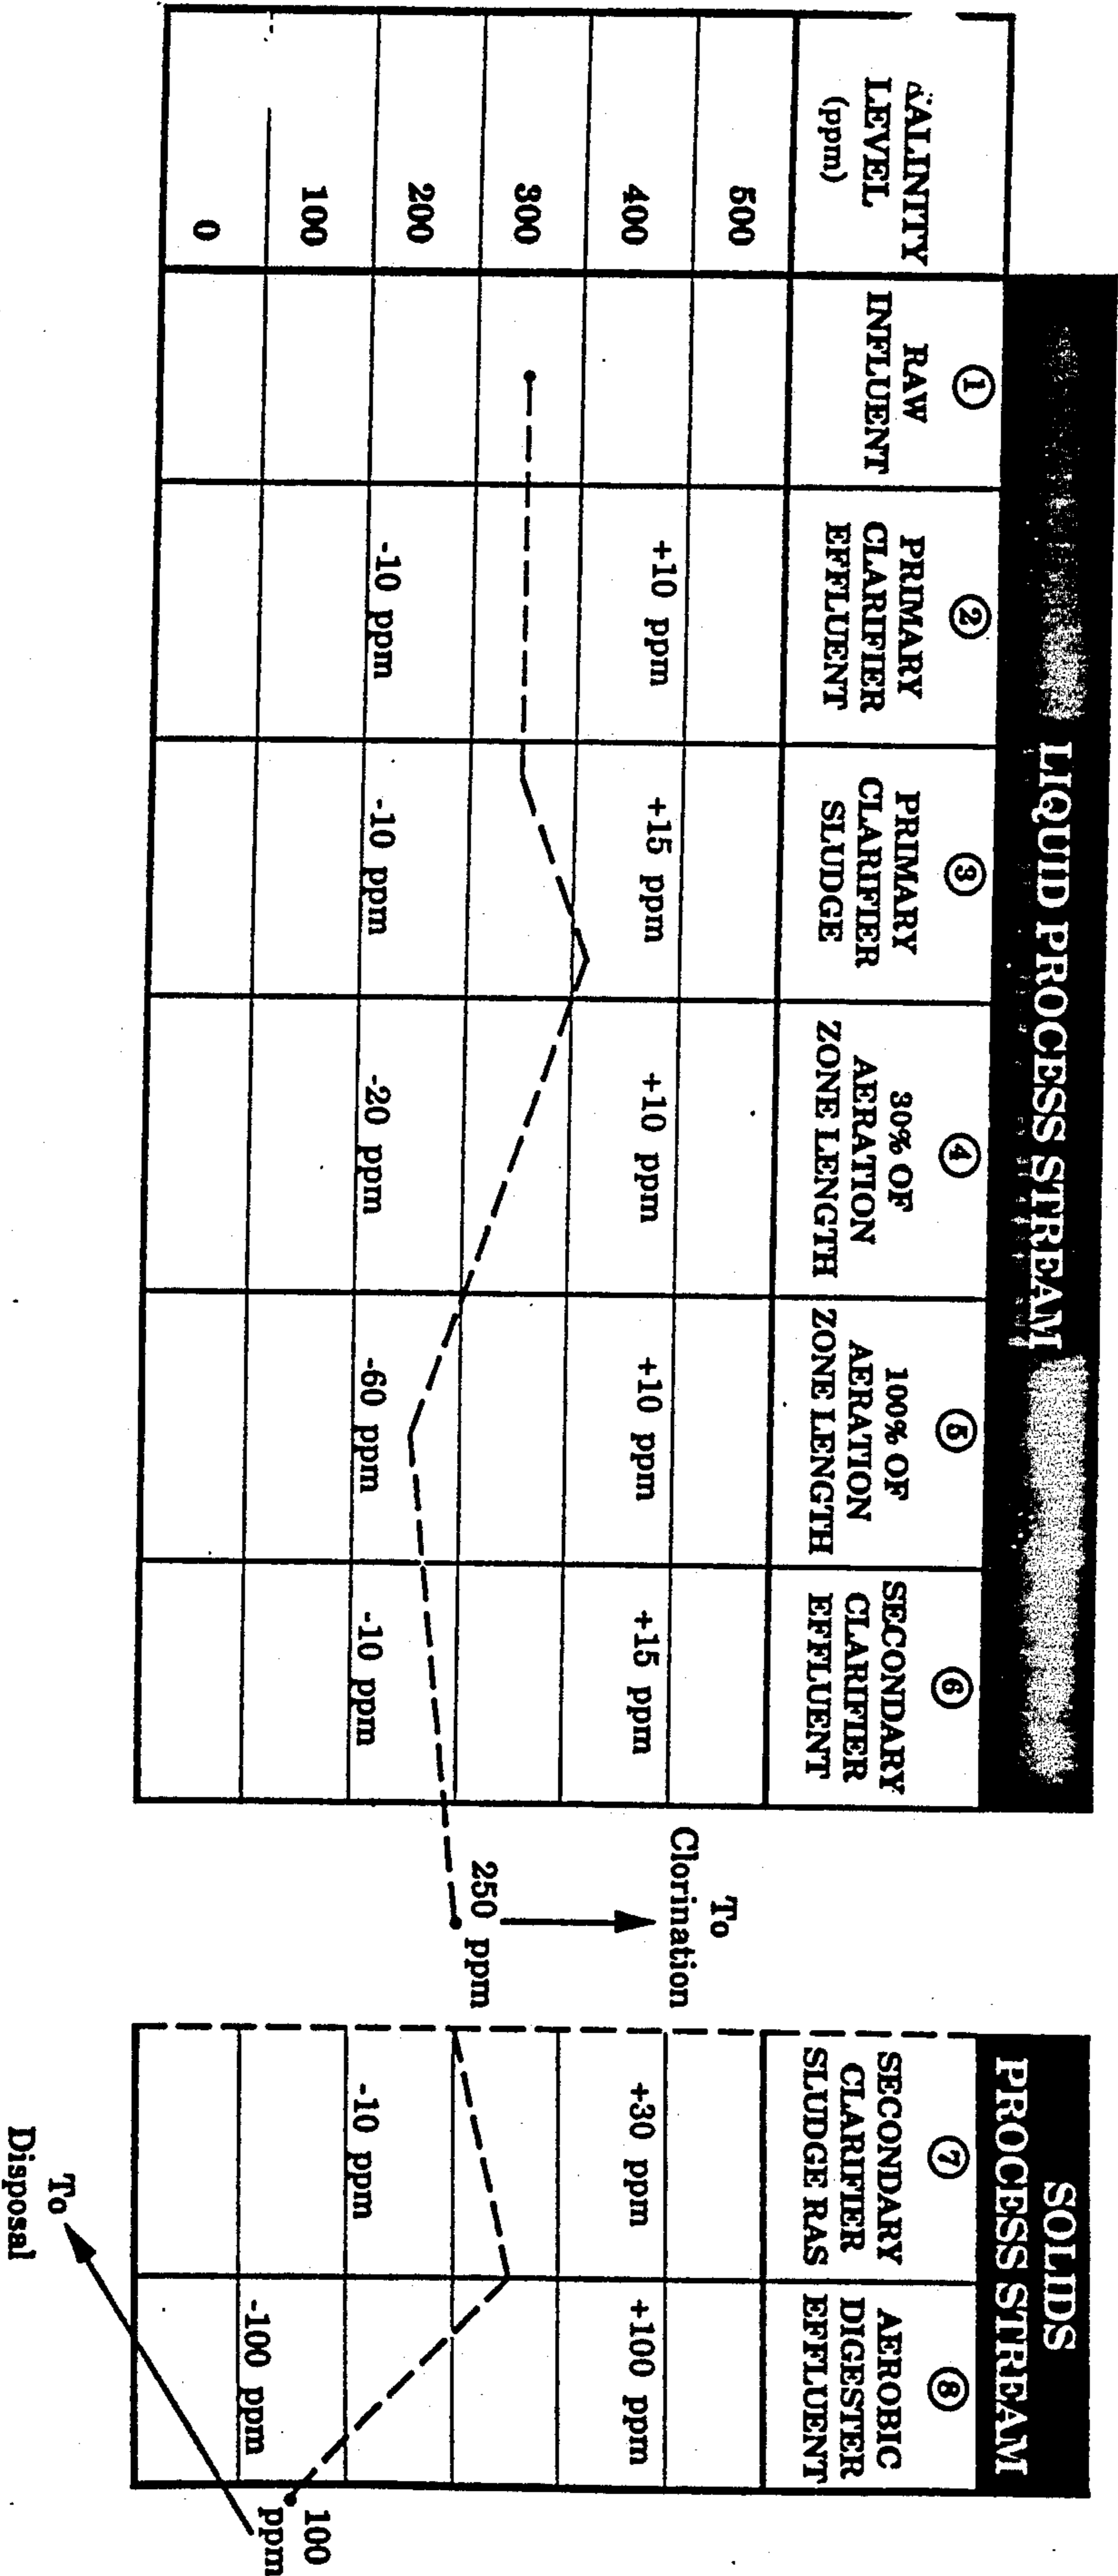 LIQUID PROCESS STREAM
SOLIDS
PROCESS STREAM
SALINITY
LEVEL
(ppm)
①
RAW
INFLUENT
②
PRIMARY
CLARIFIER
EFFLUENT
③
PRIMARY
CLARIFIER
SLUDGE
④
30% OF
AERATION
ZONE LENGTH
⑤
100% OF
AERATION
ZONE LENGTH
⑥
SECONDARY
CLARIFIER
EFFLUENT
⑦
SECONDARY
CLARIFIER
SLUDGE RAS
⑧
AEROBIC
DIGESTER
EFFLUENT
500
400
300
200
100
0
+10 ppm
+15 ppm
+10 ppm
+10 ppm
+15 ppm
+30 ppm
+100 ppm
-10 ppm
-10 ppm
-20 ppm
-60 ppm
-10 ppm
-10 ppm
-100 ppm
To
Clorination
250
ppm
100
ppm
To
Disposal